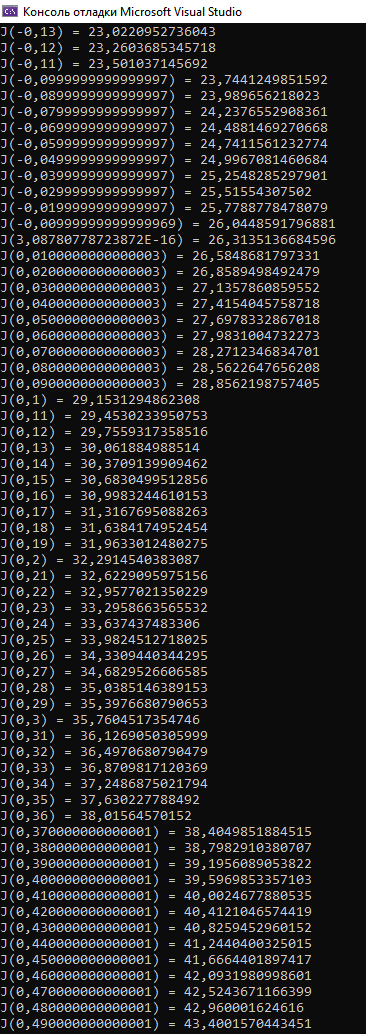 Консоль отладки Microsoft Visual Studio
J(-0,13) = 23,0220952736043
J(-0,12) = 23,2603685345718
J(-0,11) = 23,501037145692
J(-0,0999999999999997) = 23,7441249851592
J(-0,0899999999999997) = 23,989656218023
J(-0,0799999999999997) = 24,2376552908361
J(-0,0699999999999997) = 24,4881469270668
J(-0,0599999999999997) = 24,7411561232774
J(-0,0499999999999997) = 24,9967081460684
J(-0,0399999999999997) = 25,2548285297901
J(-0,0299999999999997) = 25,51554307502
J(-0,0199999999999997) = 25,7788778478079
J(-0,00999999999999969) = 26,0448591796881
J(3,08780778723872E-16) = 26,3135136684596
J(0,0100000000000003) = 26,5848681797331
J(0,0200000000000003) = 26,8589498492479
J(0,0300000000000003) = 27,1357860859552
J(0,0400000000000003) = 27,4154045758718
J(0,0500000000000003) = 27,6978332867018
J(0,0600000000000003) = 27,9831004732273
J(0,0700000000000003) = 28,2712346834701
J(0,0800000000000003) = 28,5622647656208
J(0,0900000000000003) = 28,8562198757405
J(0,1) = 29,1531294862308
J(0,11) = 29,4530233950753
J(0,12) = 29,7559317358516
J(0,13) = 30,061884988514
J(0,14) = 30,3709139909462
J(0,15) = 30,6830499512856
J(0,16) = 30,9983244610153
J(0,17) = 31,3167695088263
J(0,18) = 31,6384174952454
J(0,19) = 31,9633012480275
J(0,2) = 32,2914540383087
J(0,21) = 32,6229095975156
J(0,22) = 32,9577021350229
J(0,23) = 33,2958663565532
J(0,24) = 33,637437483306
J(0,25) = 33,9824512718025
J(0,26) = 34,3309440344295
J(0,27) = 34,6829526606585
J(0,28) = 35,0385146389153
J(0,29) = 35,3976680790653
J(0,3) = 35,7604517354746
J(0,31) = 36,1269050305999
J(0,32) = 36,4970680790479
J(0,33) = 36,8709817120369
J(0,34) = 37,2486875021794
J(0,35) = 37,630227788492
J(0,36) = 38,01564570152
J(0,370000000000001) = 38,4049851884515
J(0,380000000000001) = 38,7982910380707
J(0,390000000000001) = 39,1956089053822
J(0,400000000000001) = 39,5969853357103
J(0,410000000000001) = 40,0024677880535
J(0,420000000000001) = 40,4121046574419
J(0,430000000000001) = 40,8259452960152
J(0,440000000000001) = 41,2440400325015
J(0,450000000000001) = 41,6664401897417
J(0,460000000000001) = 42,0931980998601
J(0,470000000000001) = 42,5243671166399
J(0,480000000000001) = 42,960001624616
J(0,490000000000001) = 43,4001570443451